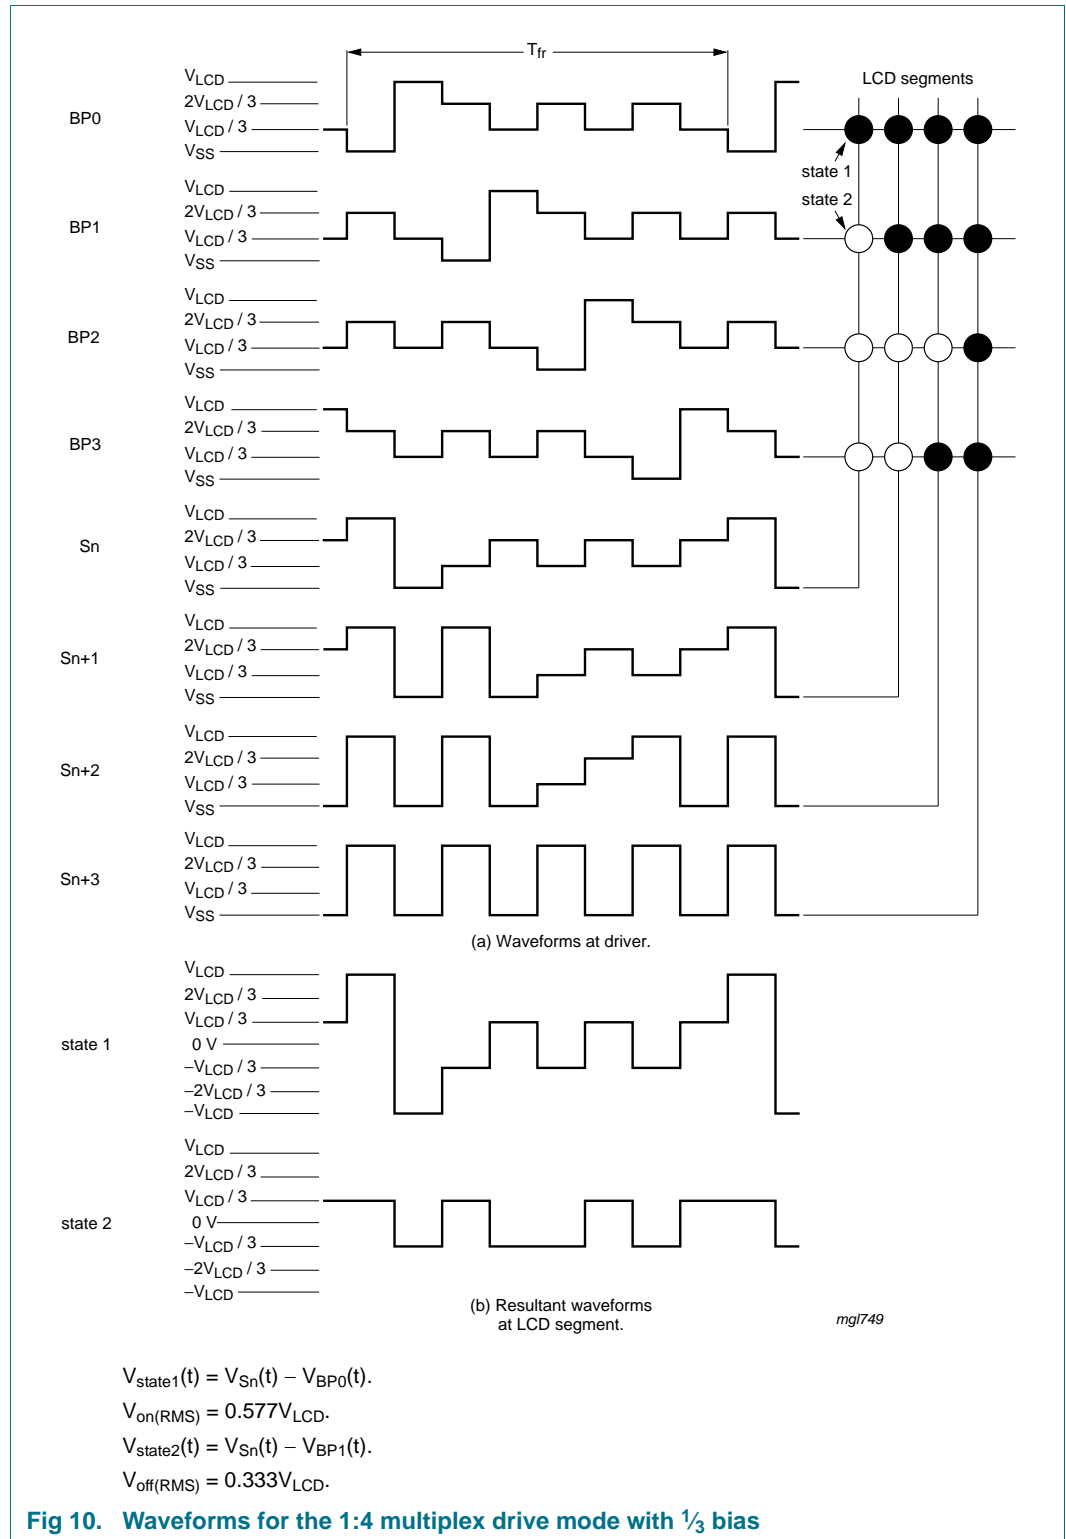 Tfr
BP0
VLCD
2VLCD / 3
VLCD / 3
VSS
LCD segments
state 1
BP1
VLCD
2VLCD / 3
VLCD / 3
VSS
state 2
BP2
VLCD
2VLCD / 3
VLCD / 3
VSS
BP3
VLCD
2VLCD / 3
VLCD / 3
VSS
Sn
VLCD
2VLCD / 3
VLCD / 3
VSS
Sn+1
VLCD
2VLCD / 3
VLCD / 3
VSS
Sn+2
VLCD
2VLCD / 3
VLCD / 3
VSS
Sn+3
VLCD
2VLCD / 3
VLCD / 3
VSS
(a) Waveforms at driver.
state 1
VLCD
2VLCD / 3
VLCD / 3
0 V
−VLCD / 3
−2VLCD / 3
−VLCD
state 2
VLCD
2VLCD / 3
VLCD / 3
0 V
−VLCD / 3
−2VLCD / 3
−VLCD
(b) Resultant waveforms
at LCD segment.
mgl749
Vstate1(t) = VSn(t) − VBP0(t).
Von(RMS) = 0.577VLCD.
Vstate2(t) = VSn(t) − VBP1(t).
Voff(RMS) = 0.333VLCD.
Fig 10. Waveforms for the 1:4 multiplex drive mode with 1⁄3 bias